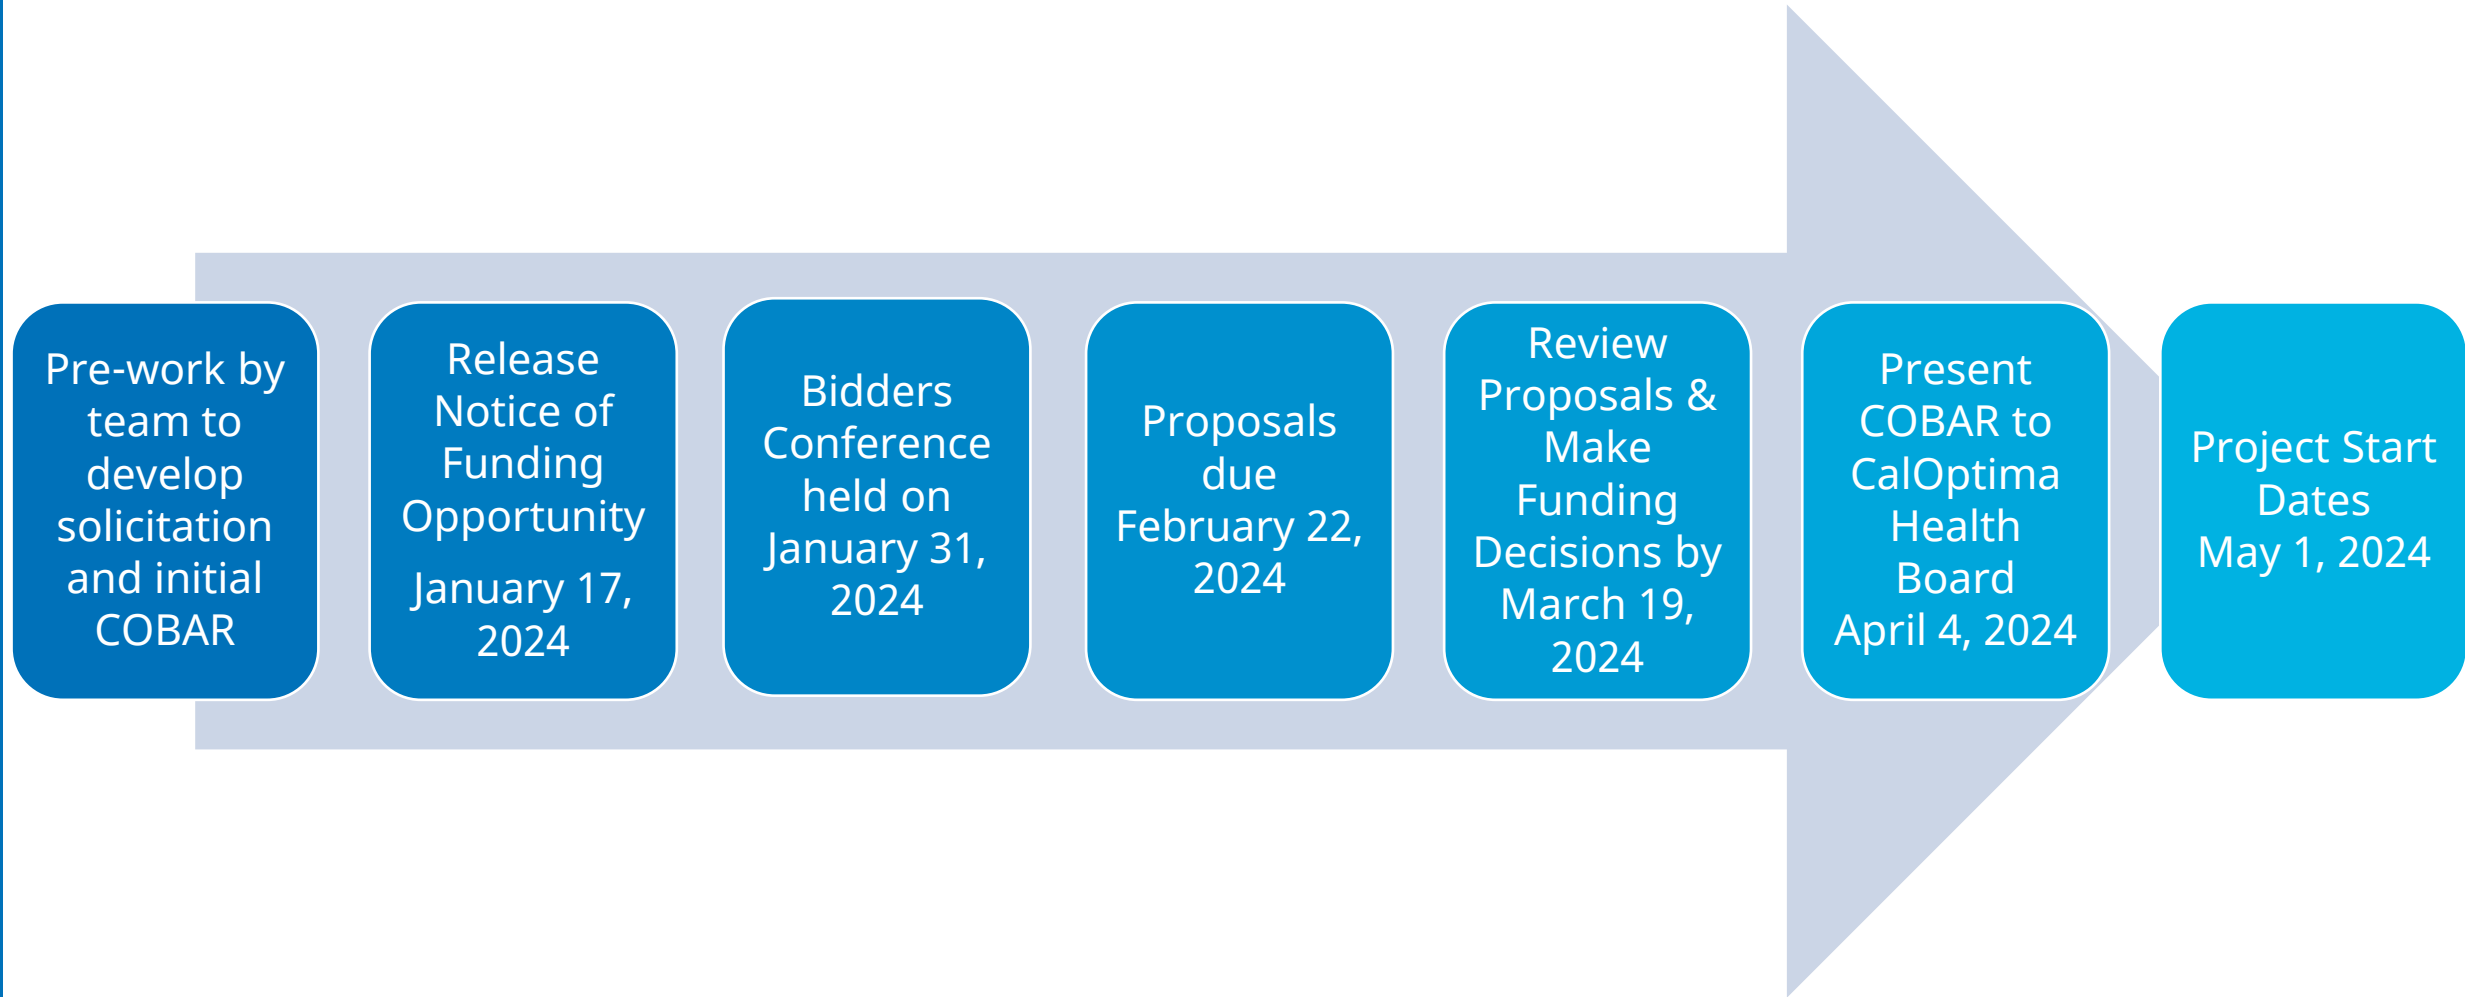 Pre-work by
team to
develop
solicitation
and initial
COBAR
Release
Notice of
Funding
Opportunity
January 17,
2024
Bidders
Conference
held on
January 31,
2024
Proposals
due
February 22,
2024
Review
Proposals &
Make
Funding
Decisions by
March 19,
2024
Present
COBAR to
CalOptima
Health
Board
April 4, 2024
Project Start
Dates
May 1, 2024